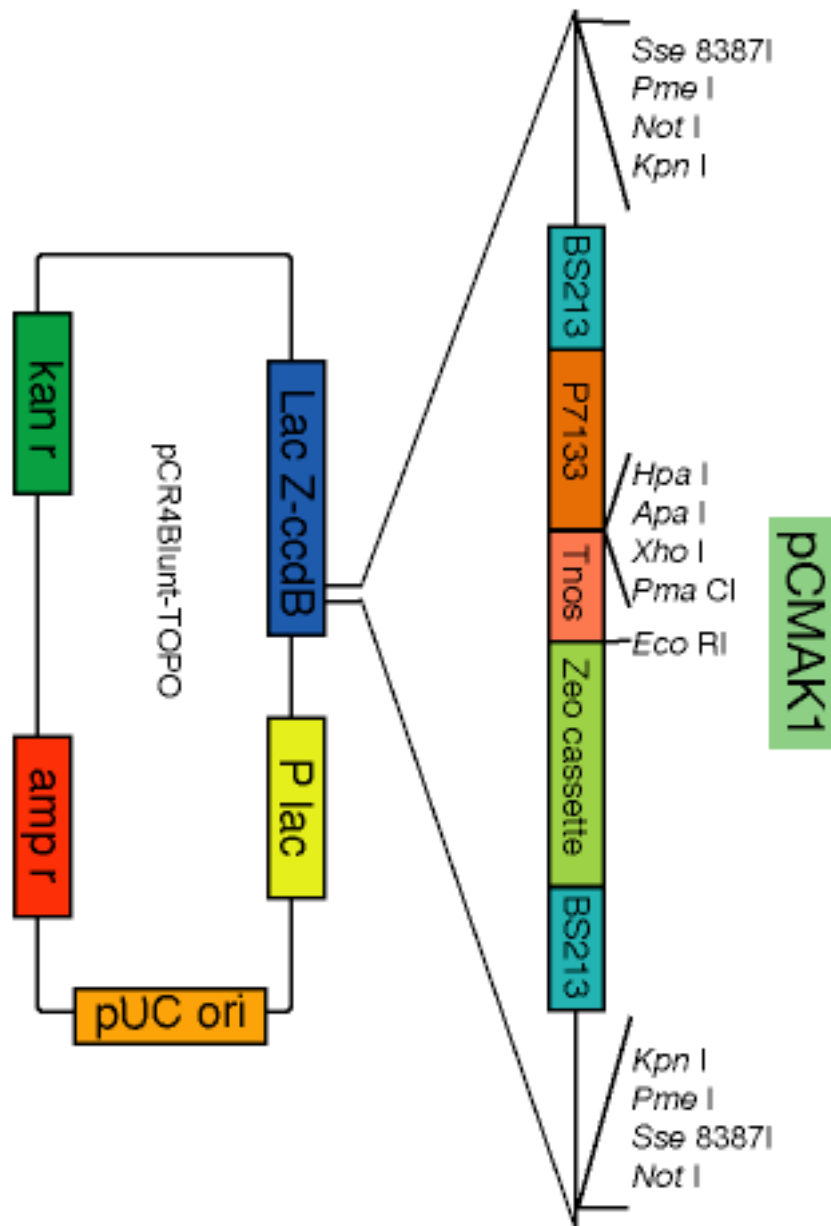 Sse 8387I
Pme I
Not I
Kpn I
BS213
P7133
Hpa I
Apa I
Xho I
Pma CI
Tnos
Eco RI
Zeo cassette
BS213
Kpn I
Pme I
Sse 8387I
Not I
pCMAK1
kan r
Lac Z-ccdB
pCR4Blunt-TOPO
amp r
P lac
pUC ori